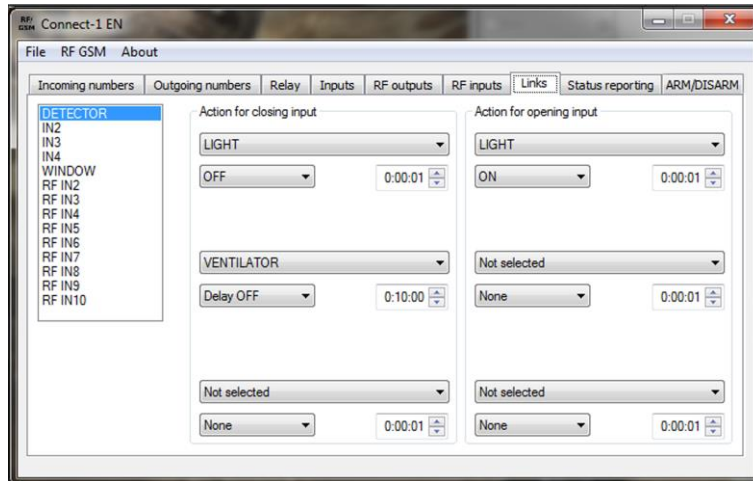 RF/
GSM Connect-1 EN
File RF GSM About
Incoming numbers Outgoing numbers Relay Inputs RF outputs RF inputs Links Status reporting ARM/DISARM
DETECTOR
IN2
IN3
IN4
WINDOW
RF IN2
RF IN3
RF IN4
RF IN5
RF IN6
RF IN7
RF IN8
RF IN9
RF IN10
Action for closing input
LIGHT
OFF 0:00:01
VENTILATOR
Delay OFF 0:10:00
Not selected
None 0:00:01
Action for opening input
LIGHT
ON 0:00:01
Not selected
None 0:00:01
Not selected
None 0:00:01